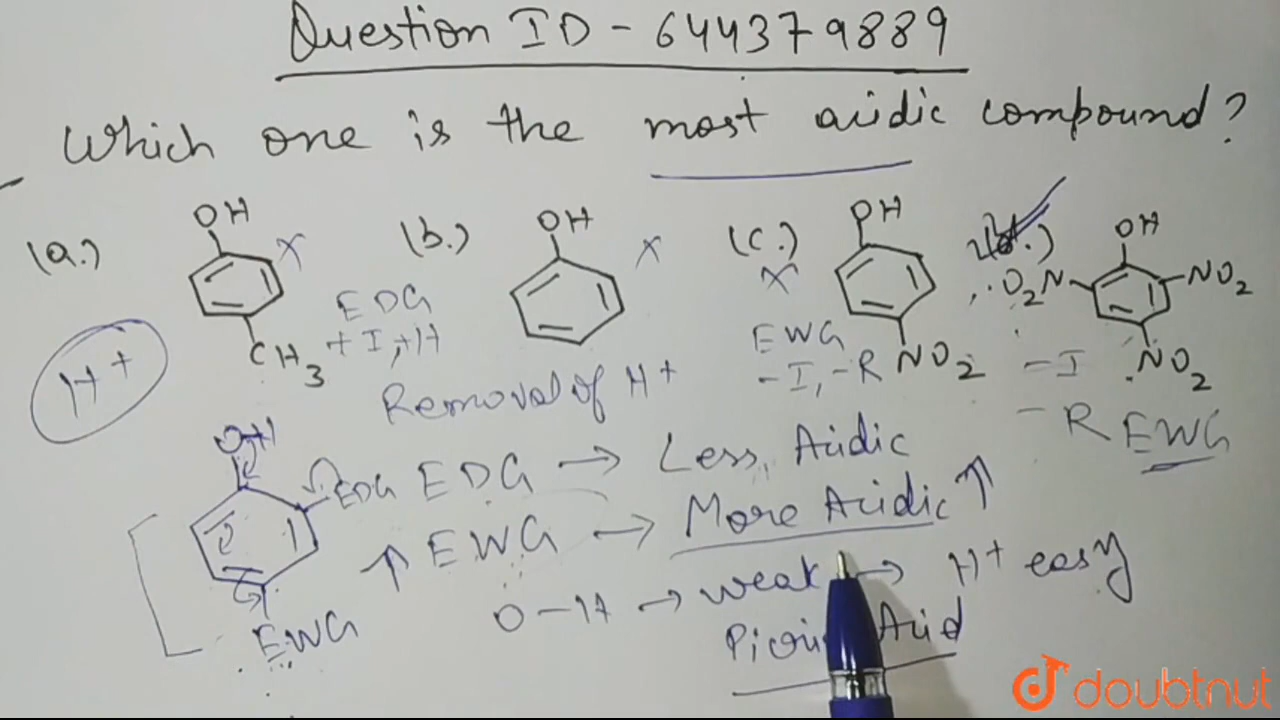 Question ID - 644379889
Which one is the most acidic compound?
(a.) OH CH3
(b.) OH
(c.) OH NO2
OH O2N NO2 NO2
EDG
+I, +H
EWG
-I, -R
-I
-R EWG
H+
Removal of H+
OH EDG EWG
EDG → Less Acidic
↑ EWG → More Acidic ↑
O-H → weak → H+ easy
Acid
doubtnut